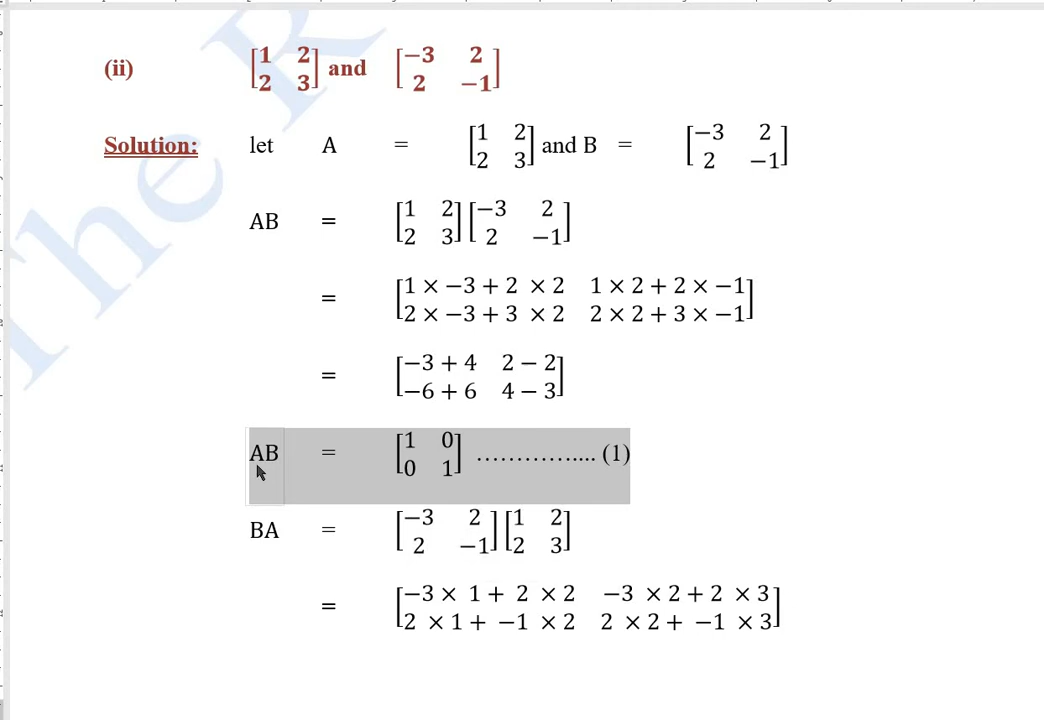 (ii) [1 2 2 3] and [−3 2 2 −1]
Solution: let A = [1 2 2 3] and B = [−3 2 2 −1]
AB = [1 2 2 3] [−3 2 2 −1]
= [1 × −3 + 2 × 2 1 × 2 + 2 × −1 2 × −3 + 3 × 2 2 × 2 + 3 × −1]
= [−3 + 4 2 − 2 −6 + 6 4 − 3]
AB = [1 0 0 1] ................ (1)
BA = [−3 2 2 −1] [1 2 2 3]
= [−3 × 1 + 2 × 2 −3 × 2 + 2 × 3 2 × 1 + −1 × 2 2 × 2 + −1 × 3]
The R